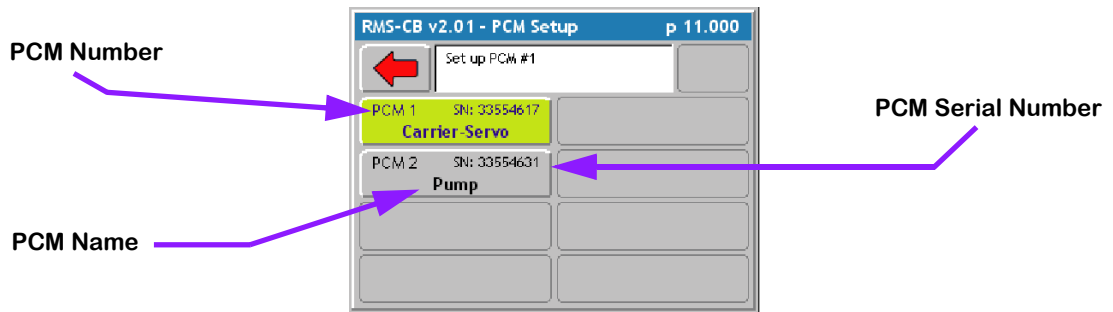 RMS-CB v2.01 - PCM Setup p 11.000
PCM Number
Set up PCM #1
PCM 1 SN: 33554617
Carrier-Servo
PCM Serial Number
PCM 2 SN: 33554631
Pump
PCM Name